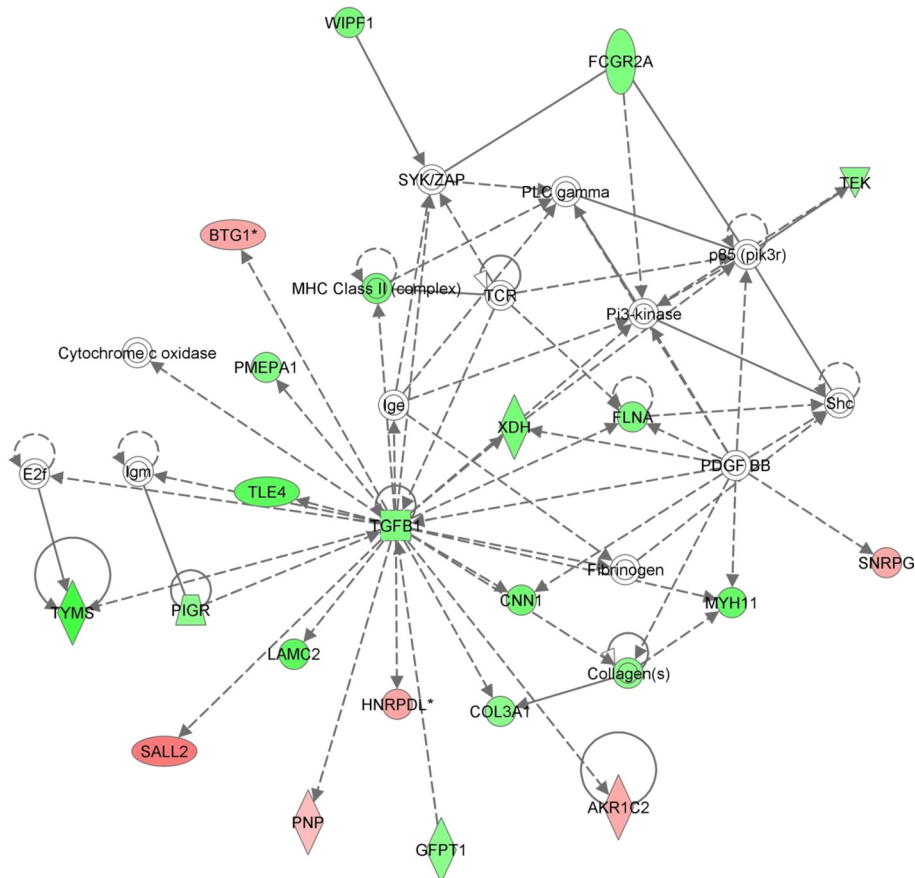 WIPF1
FCGR2A
SYK/ZAP
PLC gamma
TEK
BTG1*
p85 (pik3r)
MHC Class II (complex)
TCR
Pi3-kinase
Cytochrome c oxidase
PMEPA1
Ige
XDH
FLNA
Shc
E2f
Igm
TLE4
PDGF BB
TGFB1
Fibrinogen
SNRPG
TYMS
PIGR
CNN1
MYH11
LAMC2
Collagen(s)
HNRPDL*
COL3A1
SALL2
PNP
AKR1C2
GFPT1